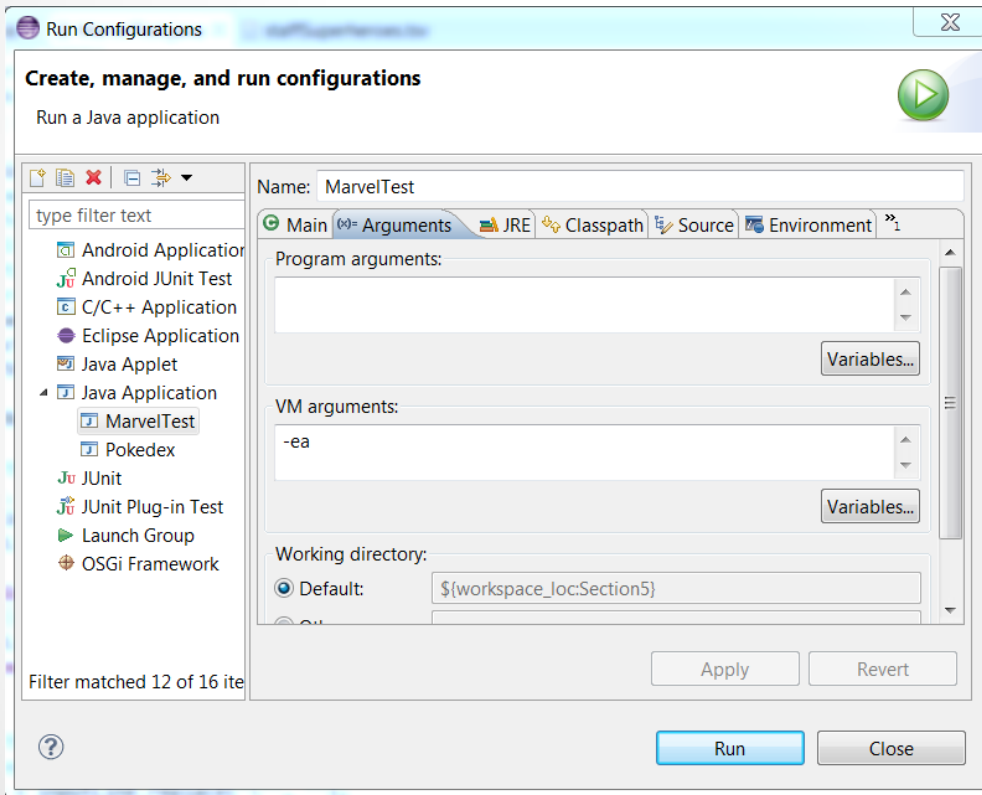 Run Configurations
Create, manage, and run configurations
Run a Java application
type filter text
Android Application
Android JUnit Test
C/C++ Application
Eclipse Application
Java Applet
Java Application
MarvelTest
Pokedex
JUnit
JUnit Plug-in Test
Launch Group
OSGi Framework
Filter matched 12 of 16 ite
Name: MarvelTest
Main (x)= Arguments JRE Classpath Source Environment »1
Program arguments:
Variables...
VM arguments:
-ea
Variables...
Working directory:
Default: ${workspace_loc:Section5}
Apply Revert
Run Close